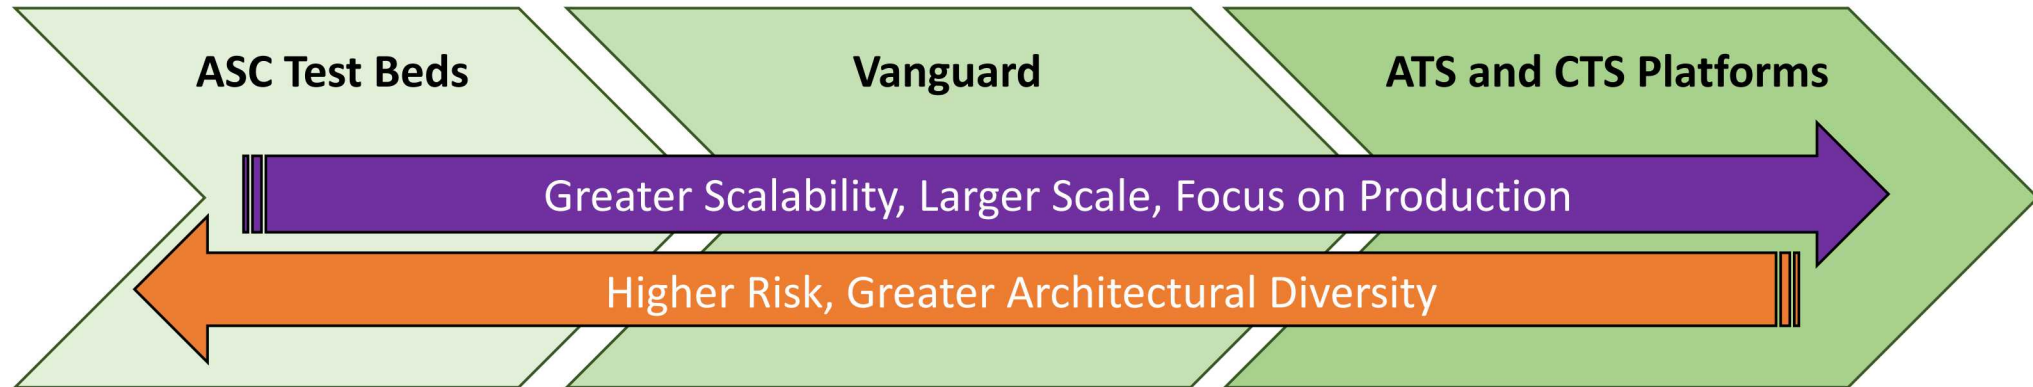 ASC Test Beds
Vanguard
ATS and CTS Platforms
Greater Scalability, Larger Scale, Focus on Production
Higher Risk, Greater Architectural Diversity